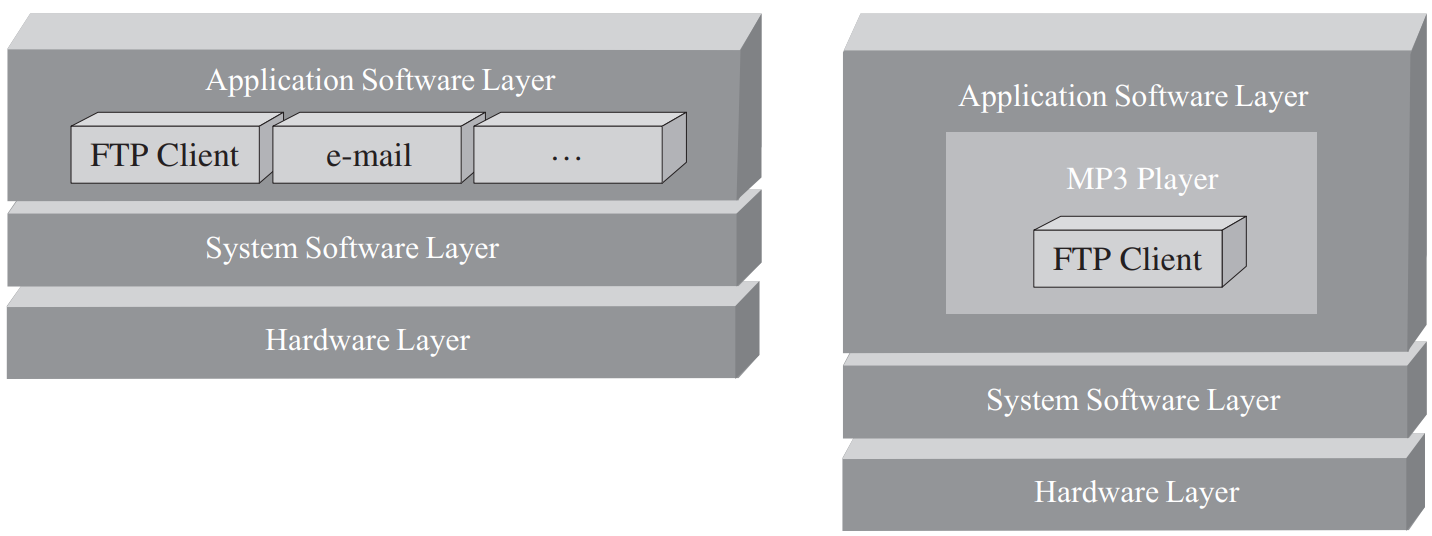 Application Software Layer
FTP Client
e-mail
…
System Software Layer
Hardware Layer
Application Software Layer
MP3 Player
FTP Client
System Software Layer
Hardware Layer